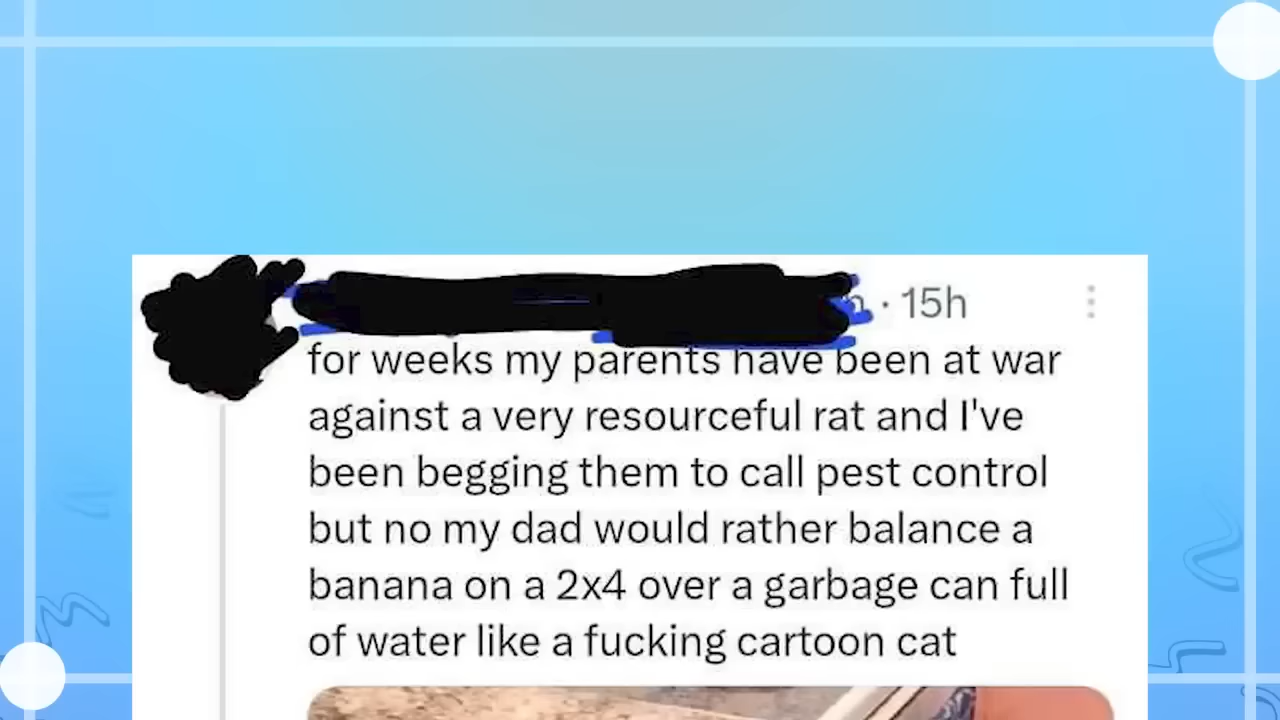 · 15h
for weeks my parents have been at war
against a very resourceful rat and I've
been begging them to call pest control
but no my dad would rather balance a
banana on a 2x4 over a garbage can full
of water like a fucking cartoon cat